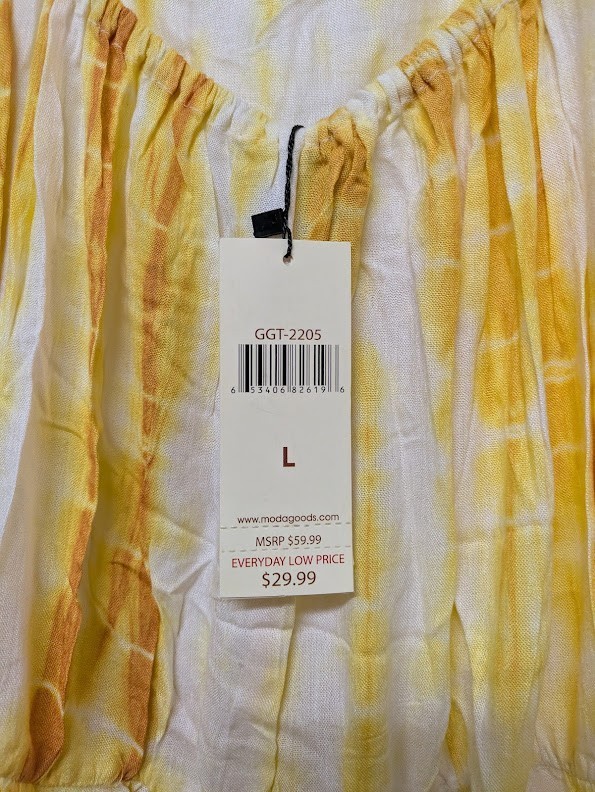 GGT-2205
6 53406 82619 6
L
www.modagoods.com
MSRP $59.99
EVERYDAY LOW PRICE
$29.99